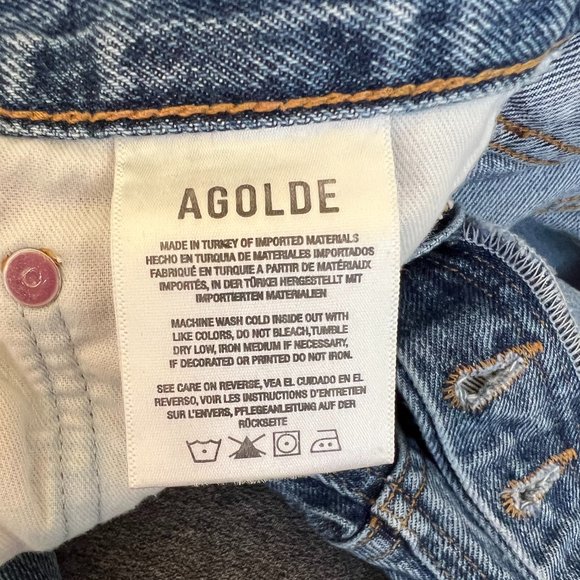 AGOLDE
MADE IN TURKEY OF IMPORTED MATERIALS
HECHO EN TURQUIA DE MATERIALES IMPORTADOS
FABRIQUÉ EN TURQUIE A PARTIR DE MATÉRIAUX
IMPORTÉS, IN DER TÜRKEI HERGESTELLT MIT
IMPORTIERTEN MATERIALIEN
MACHINE WASH COLD INSIDE OUT WITH
LIKE COLORS, DO NOT BLEACH,TUMBLE
DRY LOW, IRON MEDIUM IF NECESSARY,
IF DECORATED OR PRINTED DO NOT IRON.
SEE CARE ON REVERSE, VEA EL CUIDADO EN EL
REVERSO, VOIR LES INSTRUCTIONS D'ENTRETIEN
SUR L'ENVERS, PFLEGEANLEITUNG AUF DER
RÜCKSEITE